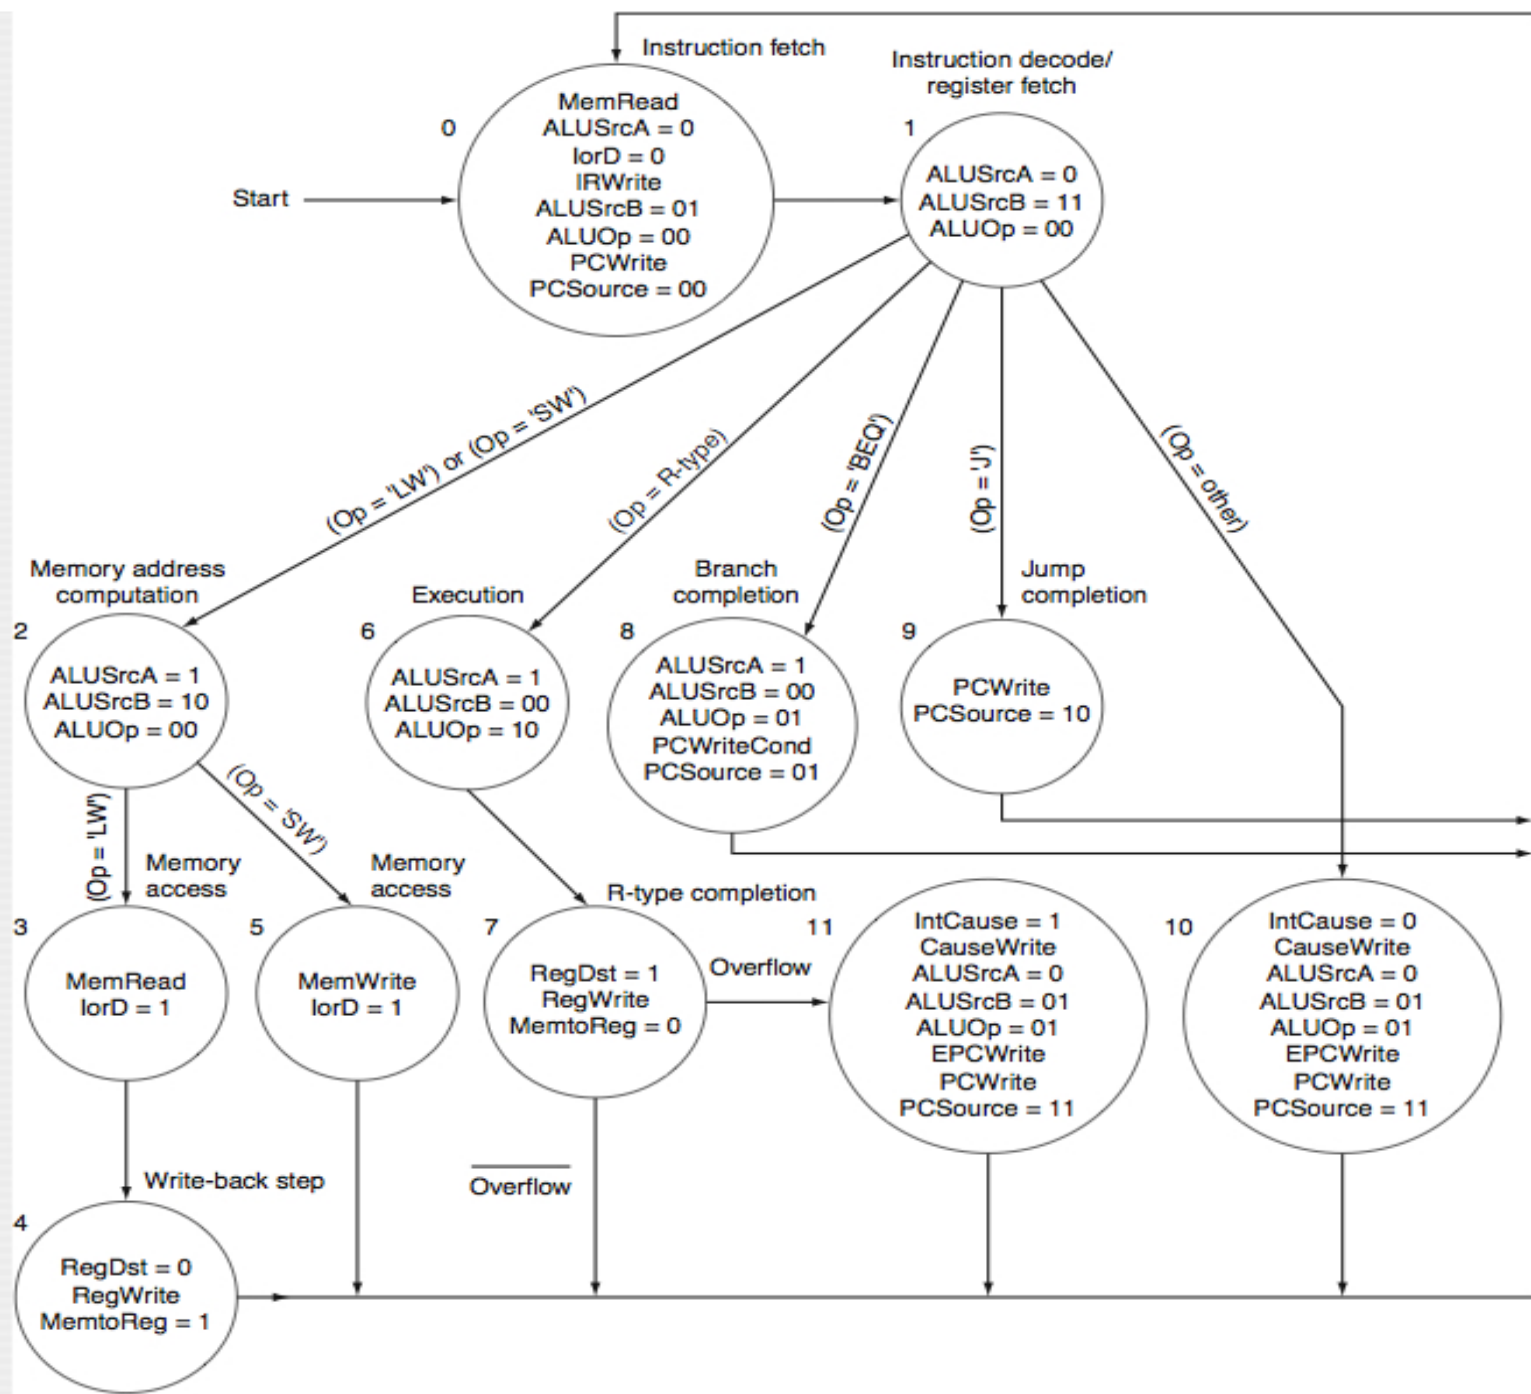 Instruction fetch
Instruction decode/
register fetch
0
MemRead
ALUSrcA = 0
IorD = 0
IRWrite
ALUSrcB = 01
ALUOp = 00
PCWrite
PCSource = 00
1
ALUSrcA = 0
ALUSrcB = 11
ALUOp = 00
Start
(Op = 'LW') or (Op = 'SW')
(Op = R-type)
(Op = 'BEQ')
(Op = 'J')
(Op = other)
Memory address
computation
2
ALUSrcA = 1
ALUSrcB = 10
ALUOp = 00
Execution
6
ALUSrcA = 1
ALUSrcB = 00
ALUOp = 10
Branch
completion
8
ALUSrcA = 1
ALUSrcB = 00
ALUOp = 01
PCWriteCond
PCSource = 01
Jump
completion
9
PCWrite
PCSource = 10
(Op = 'LW')
(Op = 'SW')
Memory
access
3
MemRead
IorD = 1
Memory
access
5
MemWrite
IorD = 1
R-type completion
7
RegDst = 1
RegWrite
MemtoReg = 0
Overflow
11
IntCause = 1
CauseWrite
ALUSrcA = 0
ALUSrcB = 01
ALUOp = 01
EPCWrite
PCWrite
PCSource = 11
10
IntCause = 0
CauseWrite
ALUSrcA = 0
ALUSrcB = 01
ALUOp = 01
EPCWrite
PCWrite
PCSource = 11
Write-back step
Overflow
4
RegDst = 0
RegWrite
MemtoReg = 1